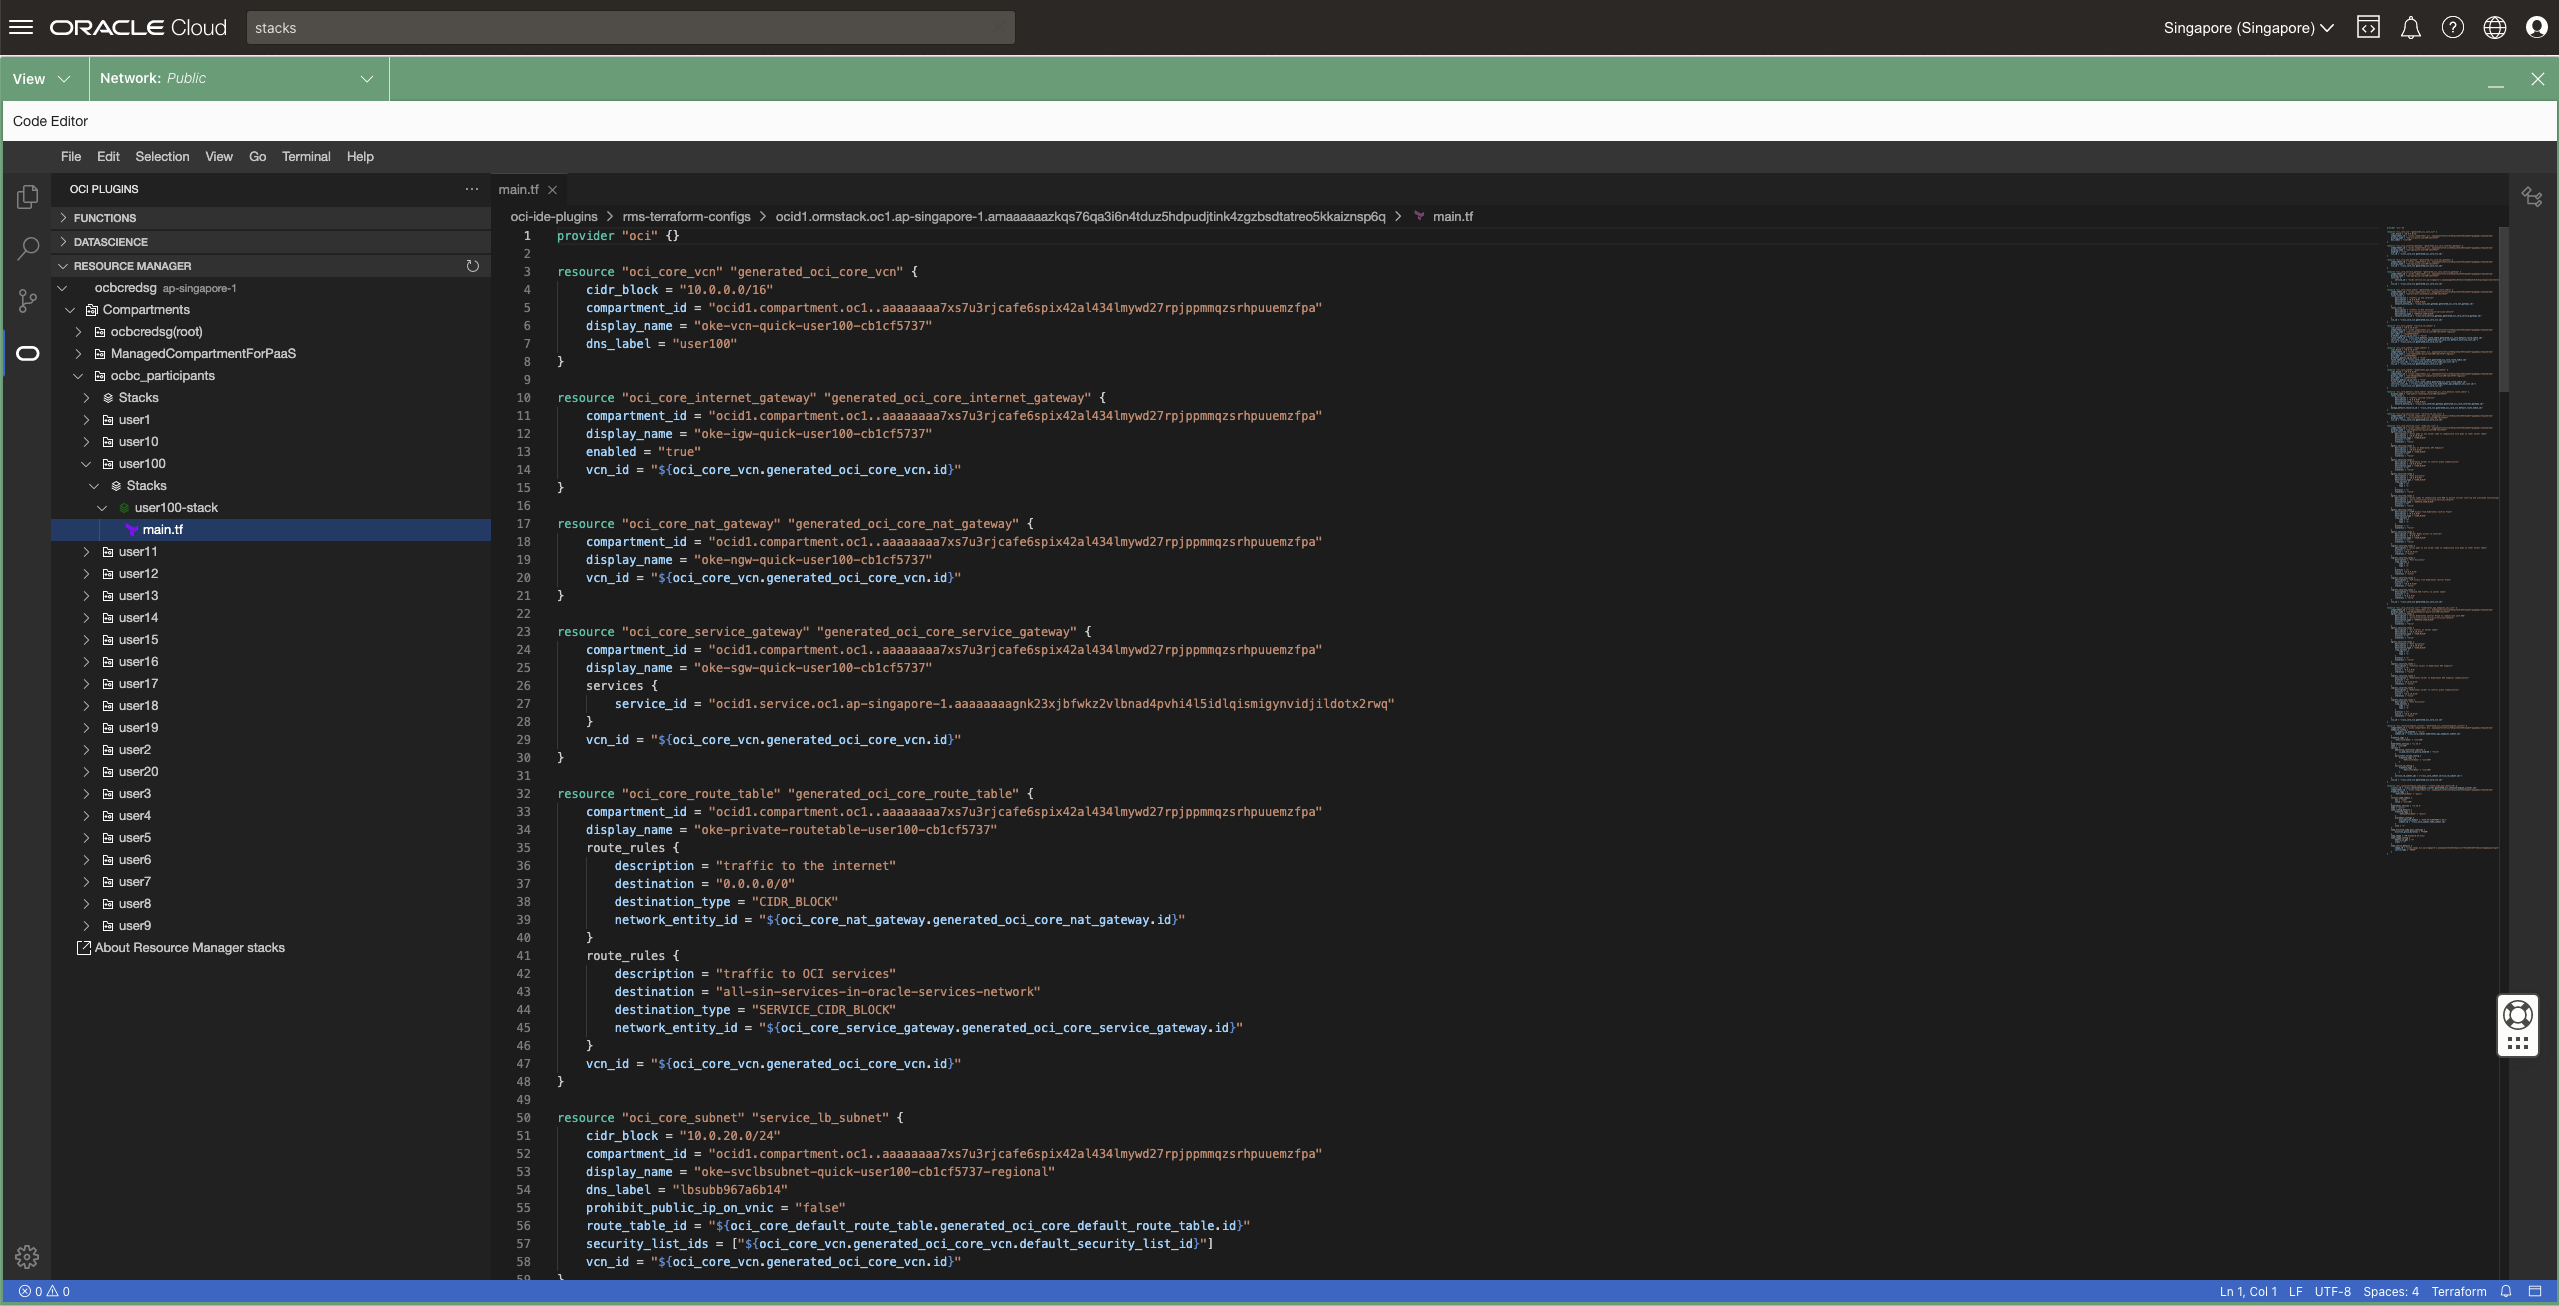 ORACLE Cloud
stacks
Singapore (Singapore)
View
Network: Public
Code Editor
File Edit Selection View Go Terminal Help
OCI PLUGINS
FUNCTIONS
DATASCIENCE
RESOURCE MANAGER
ocbcredsg ap-singapore-1
Compartments
ocbcredsg(root)
ManagedCompartmentForPaaS
ocbc_participants
Stacks
user1
user10
user100
Stacks
user100-stack
main.tf
user11
user12
user13
user14
user15
user16
user17
user18
user19
user2
user20
user3
user4
user5
user6
user7
user8
user9
About Resource Manager stacks
main.tf
oci-ide-plugins > rms-terraform-configs > ocid1.ormstack.oc1.ap-singapore-1.amaaaaaazkqs76qa3i6n4tduz5hdpudjtink4zgzbsdtatreo5kkaiznsp6q > main.tf
1 provider "oci" {}
2
3 resource "oci_core_vcn" "generated_oci_core_vcn" {
4 cidr_block = "10.0.0.0/16"
5 compartment_id = "ocid1.compartment.oc1..aaaaaaaa7xs7u3rjcafe6spix42al434lmywd27rpjppmmqzsrhpuuemzfpa"
6 display_name = "oke-vcn-quick-user100-cb1cf5737"
7 dns_label = "user100"
8 }
9
10 resource "oci_core_internet_gateway" "generated_oci_core_internet_gateway" {
11 compartment_id = "ocid1.compartment.oc1..aaaaaaaa7xs7u3rjcafe6spix42al434lmywd27rpjppmmqzsrhpuuemzfpa"
12 display_name = "oke-igw-quick-user100-cb1cf5737"
13 enabled = "true"
14 vcn_id = "${oci_core_vcn.generated_oci_core_vcn.id}"
15 }
16
17 resource "oci_core_nat_gateway" "generated_oci_core_nat_gateway" {
18 compartment_id = "ocid1.compartment.oc1..aaaaaaaa7xs7u3rjcafe6spix42al434lmywd27rpjppmmqzsrhpuuemzfpa"
19 display_name = "oke-ngw-quick-user100-cb1cf5737"
20 vcn_id = "${oci_core_vcn.generated_oci_core_vcn.id}"
21 }
22
23 resource "oci_core_service_gateway" "generated_oci_core_service_gateway" {
24 compartment_id = "ocid1.compartment.oc1..aaaaaaaa7xs7u3rjcafe6spix42al434lmywd27rpjppmmqzsrhpuuemzfpa"
25 display_name = "oke-sgw-quick-user100-cb1cf5737"
26 services {
27 service_id = "ocid1.service.oc1.ap-singapore-1.aaaaaaaagnk23xjbfwkz2vlbnad4pvhi4l5idlqismigynvidjildotx2rwq"
28 }
29 vcn_id = "${oci_core_vcn.generated_oci_core_vcn.id}"
30 }
31
32 resource "oci_core_route_table" "generated_oci_core_route_table" {
33 compartment_id = "ocid1.compartment.oc1..aaaaaaaa7xs7u3rjcafe6spix42al434lmywd27rpjppmmqzsrhpuuemzfpa"
34 display_name = "oke-private-routetable-user100-cb1cf5737"
35 route_rules {
36 description = "traffic to the internet"
37 destination = "0.0.0.0/0"
38 destination_type = "CIDR_BLOCK"
39 network_entity_id = "${oci_core_nat_gateway.generated_oci_core_nat_gateway.id}"
40 }
41 route_rules {
42 description = "traffic to OCI services"
43 destination = "all-sin-services-in-oracle-services-network"
44 destination_type = "SERVICE_CIDR_BLOCK"
45 network_entity_id = "${oci_core_service_gateway.generated_oci_core_service_gateway.id}"
46 }
47 vcn_id = "${oci_core_vcn.generated_oci_core_vcn.id}"
48 }
49
50 resource "oci_core_subnet" "service_lb_subnet" {
51 cidr_block = "10.0.20.0/24"
52 compartment_id = "ocid1.compartment.oc1..aaaaaaaa7xs7u3rjcafe6spix42al434lmywd27rpjppmmqzsrhpuuemzfpa"
53 display_name = "oke-svclbsubnet-quick-user100-cb1cf5737-regional"
54 dns_label = "lbsubb967a6b14"
55 prohibit_public_ip_on_vnic = "false"
56 route_table_id = "${oci_core_default_route_table.generated_oci_core_default_route_table.id}"
57 security_list_ids = ["${oci_core_vcn.generated_oci_core_vcn.default_security_list_id}"]
58 vcn_id = "${oci_core_vcn.generated_oci_core_vcn.id}"
59 }
0 0
Ln 1, Col 1 LF UTF-8 Spaces: 4 Terraform